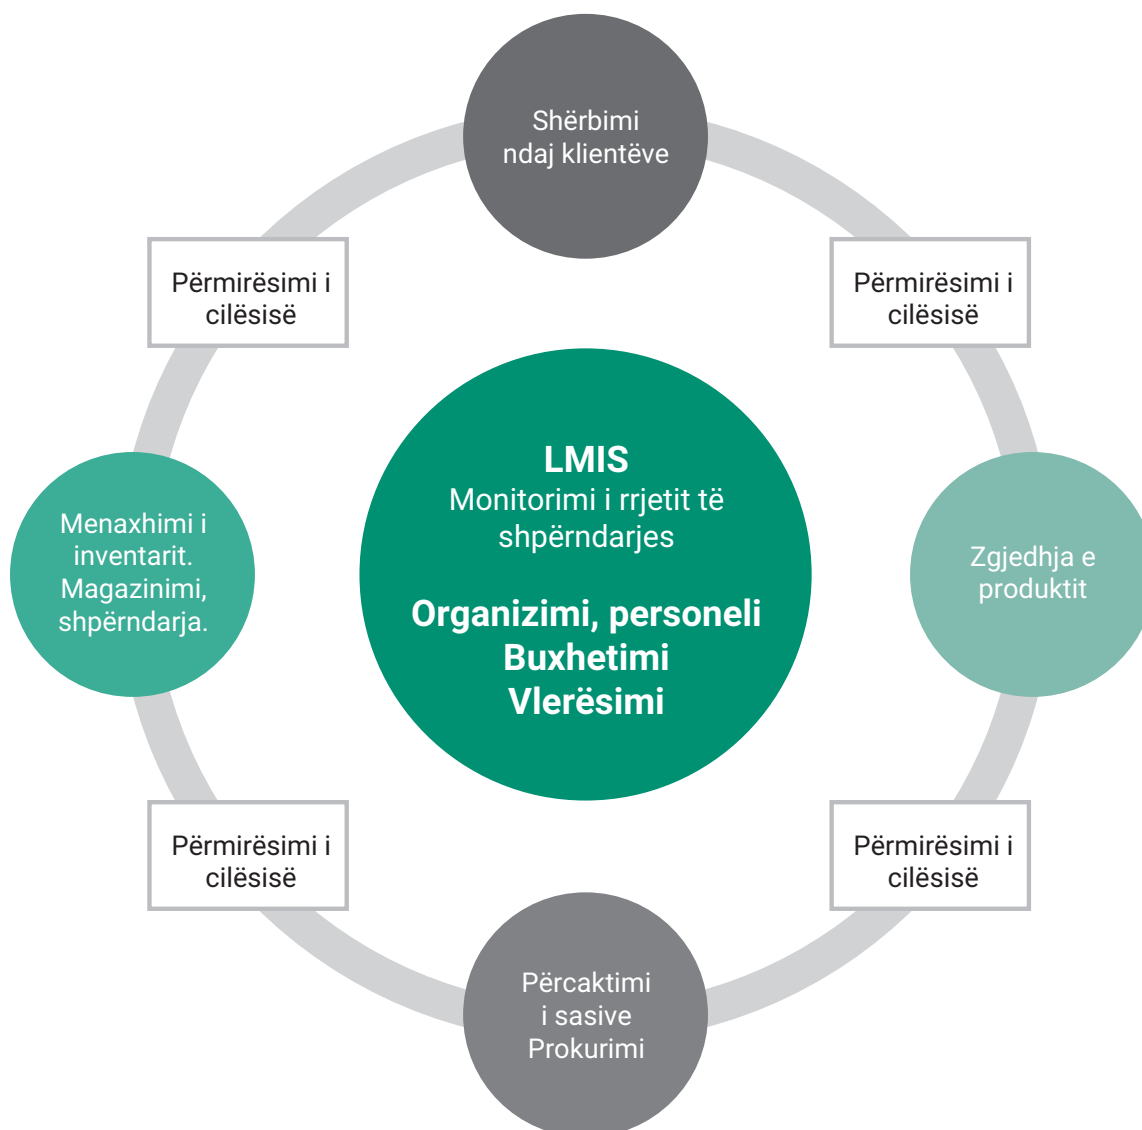 Shërbimi
ndaj klientëve
Përmirësimi i
cilësisë
Përmirësimi i
cilësisë
LMIS
Monitorimi i rrjetit të
shpërndarjes
Organizimi, personeli
Buxhetimi
Vlerësimi
Menaxhimi i
inventarit.
Magazinimi,
shpërndarja.
Zgjedhja e
produktit
Përmirësimi i
cilësisë
Përmirësimi i
cilësisë
Përcaktimi
i sasive
Prokurimi